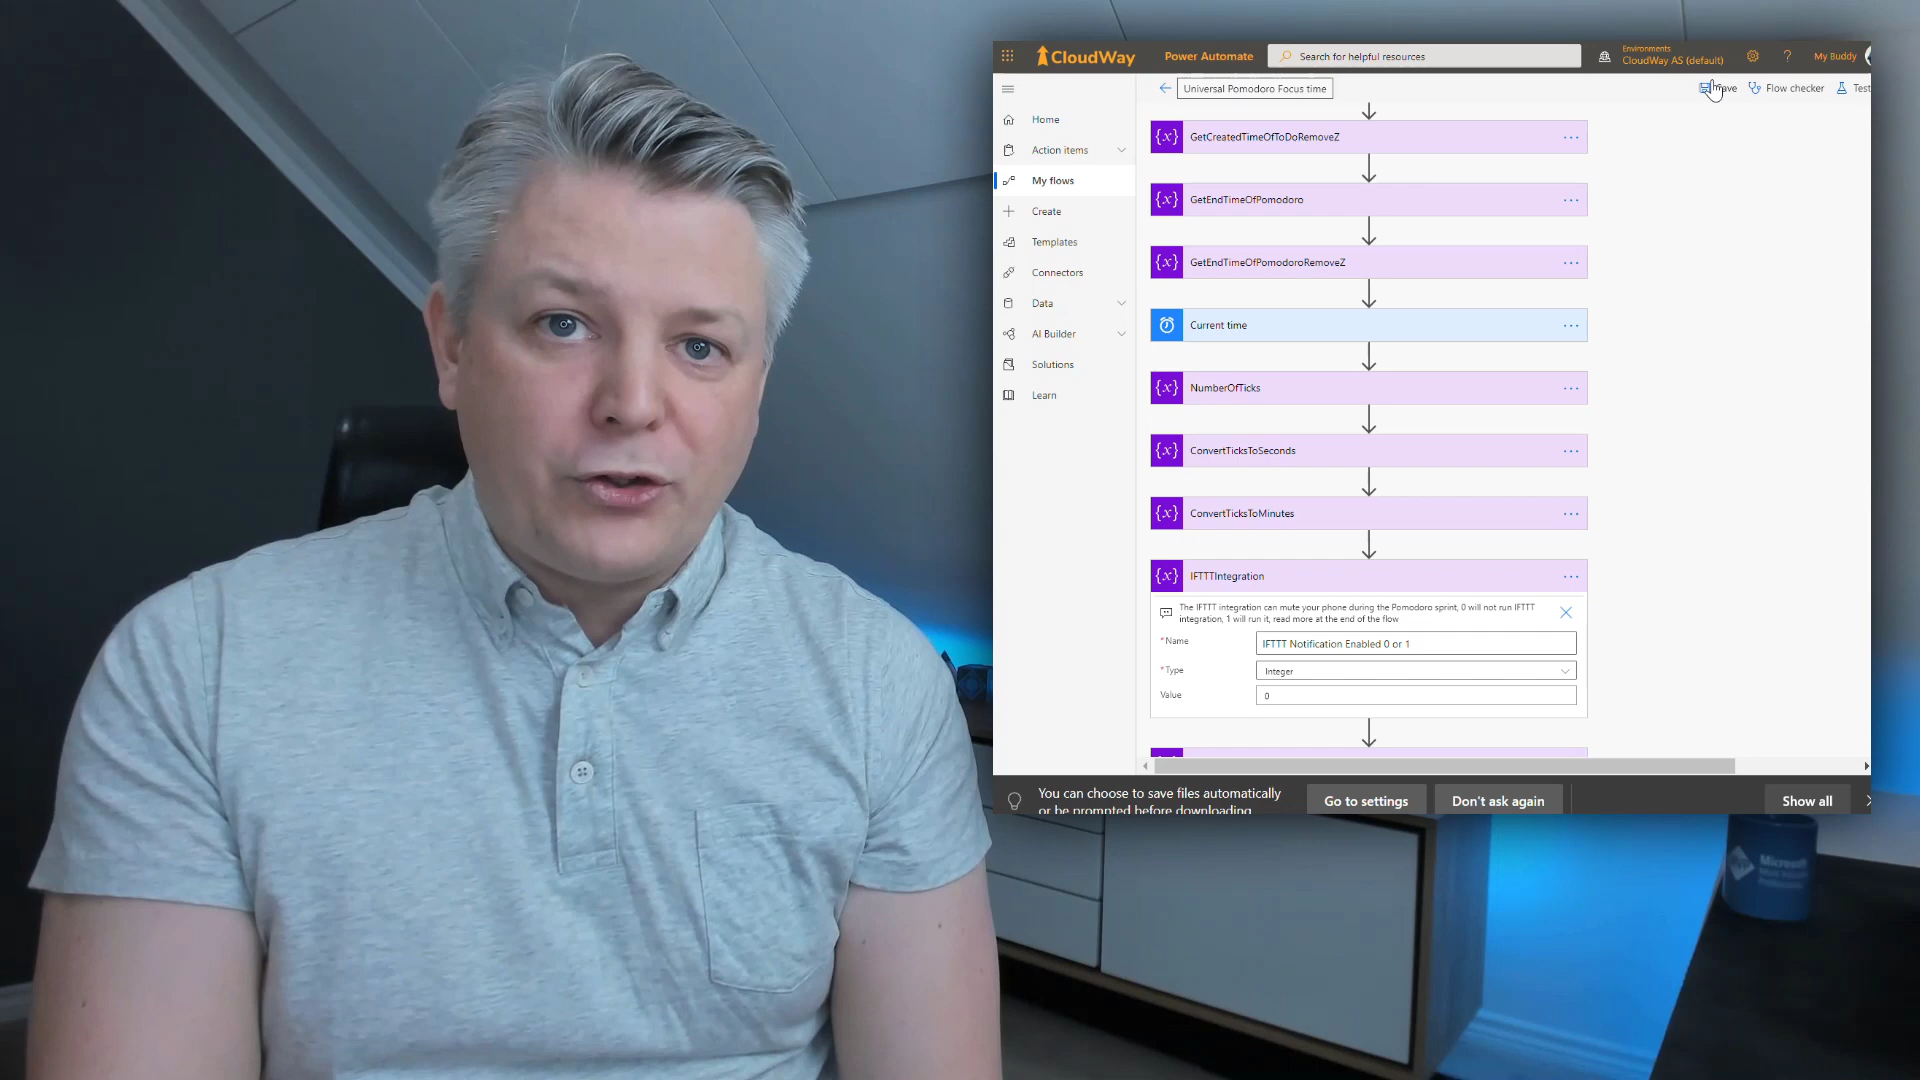 CloudWay
Power Automate
Search for helpful resources
Environments
CloudWay AS (default)
?
My Buddy
Universal Pomodoro Focus time
Flow checker
Test
Home
Action items
My flows
Create
Templates
Connectors
Data
AI Builder
Solutions
Learn
{x} GetCreatedTimeOfToDoRemoveZ ...
{x} GetEndTimeOfPomodoro ...
{x} GetEndTimeOfPomodoroRemoveZ ...
Current time ...
{x} NumberOfTicks ...
{x} ConvertTicksToSeconds ...
{x} ConvertTicksToMinutes ...
{x} IFTTTIntegration ...
The IFTTT integration can mute your phone during the Pomodoro sprint, 0 will not run IFTTT
integration, 1 will run it, read more at the end of the flow
*Name IFTTT Notification Enabled 0 or 1
*Type Integer
Value 0
You can choose to save files automatically
or be prompted before downloading
Go to settings
Don't ask again
Show all
Microsoft
Most Valuable
Professional